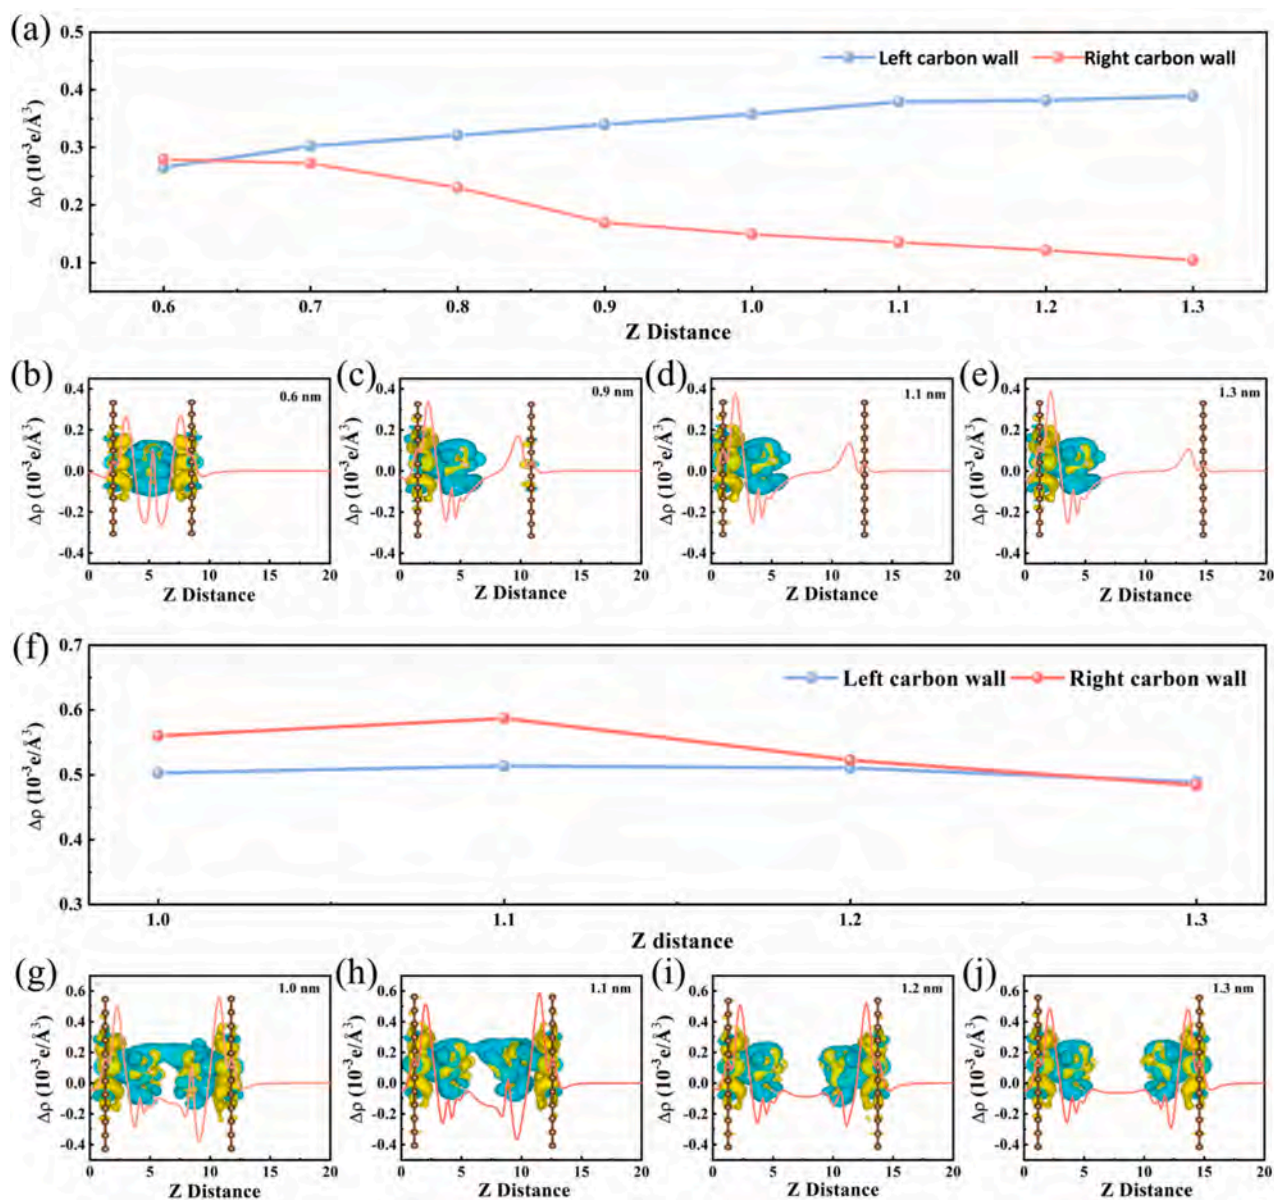 (a)
0.5
0.4
0.3
0.2
0.1
Δρ (10⁻³e/Å³)
Left carbon wall
Right carbon wall
0.6 0.7 0.8 0.9 1.0 1.1 1.2 1.3
Z Distance
(b)
0.4
0.2
0.0
-0.2
-0.4
Δρ (10⁻³e/Å³)
0.6 nm
0 5 10 15 20
Z Distance
(c)
0.4
0.2
0.0
-0.2
-0.4
Δρ (10⁻³e/Å³)
0.9 nm
0 5 10 15 20
Z Distance
(d)
0.4
0.2
0.0
-0.2
-0.4
Δρ (10⁻³e/Å³)
1.1 nm
0 5 10 15 20
Z Distance
(e)
0.4
0.2
0.0
-0.2
-0.4
Δρ (10⁻³e/Å³)
1.3 nm
0 5 10 15 20
Z Distance
(f)
0.7
0.6
0.5
0.4
0.3
Δρ (10⁻³e/Å³)
Left carbon wall
Right carbon wall
1.0 1.1 1.2 1.3
Z distance
(g)
0.6
0.4
0.2
0.0
-0.2
-0.4
Δρ (10⁻³e/Å³)
1.0 nm
0 5 10 15 20
Z Distance
(h)
0.6
0.4
0.2
0.0
-0.2
-0.4
Δρ (10⁻³e/Å³)
1.1 nm
0 5 10 15 20
Z Distance
(i)
0.6
0.4
0.2
0.0
-0.2
-0.4
Δρ (10⁻³e/Å³)
1.2 nm
0 5 10 15 20
Z Distance
(j)
0.6
0.4
0.2
0.0
-0.2
-0.4
Δρ (10⁻³e/Å³)
1.3 nm
0 5 10 15 20
Z Distance